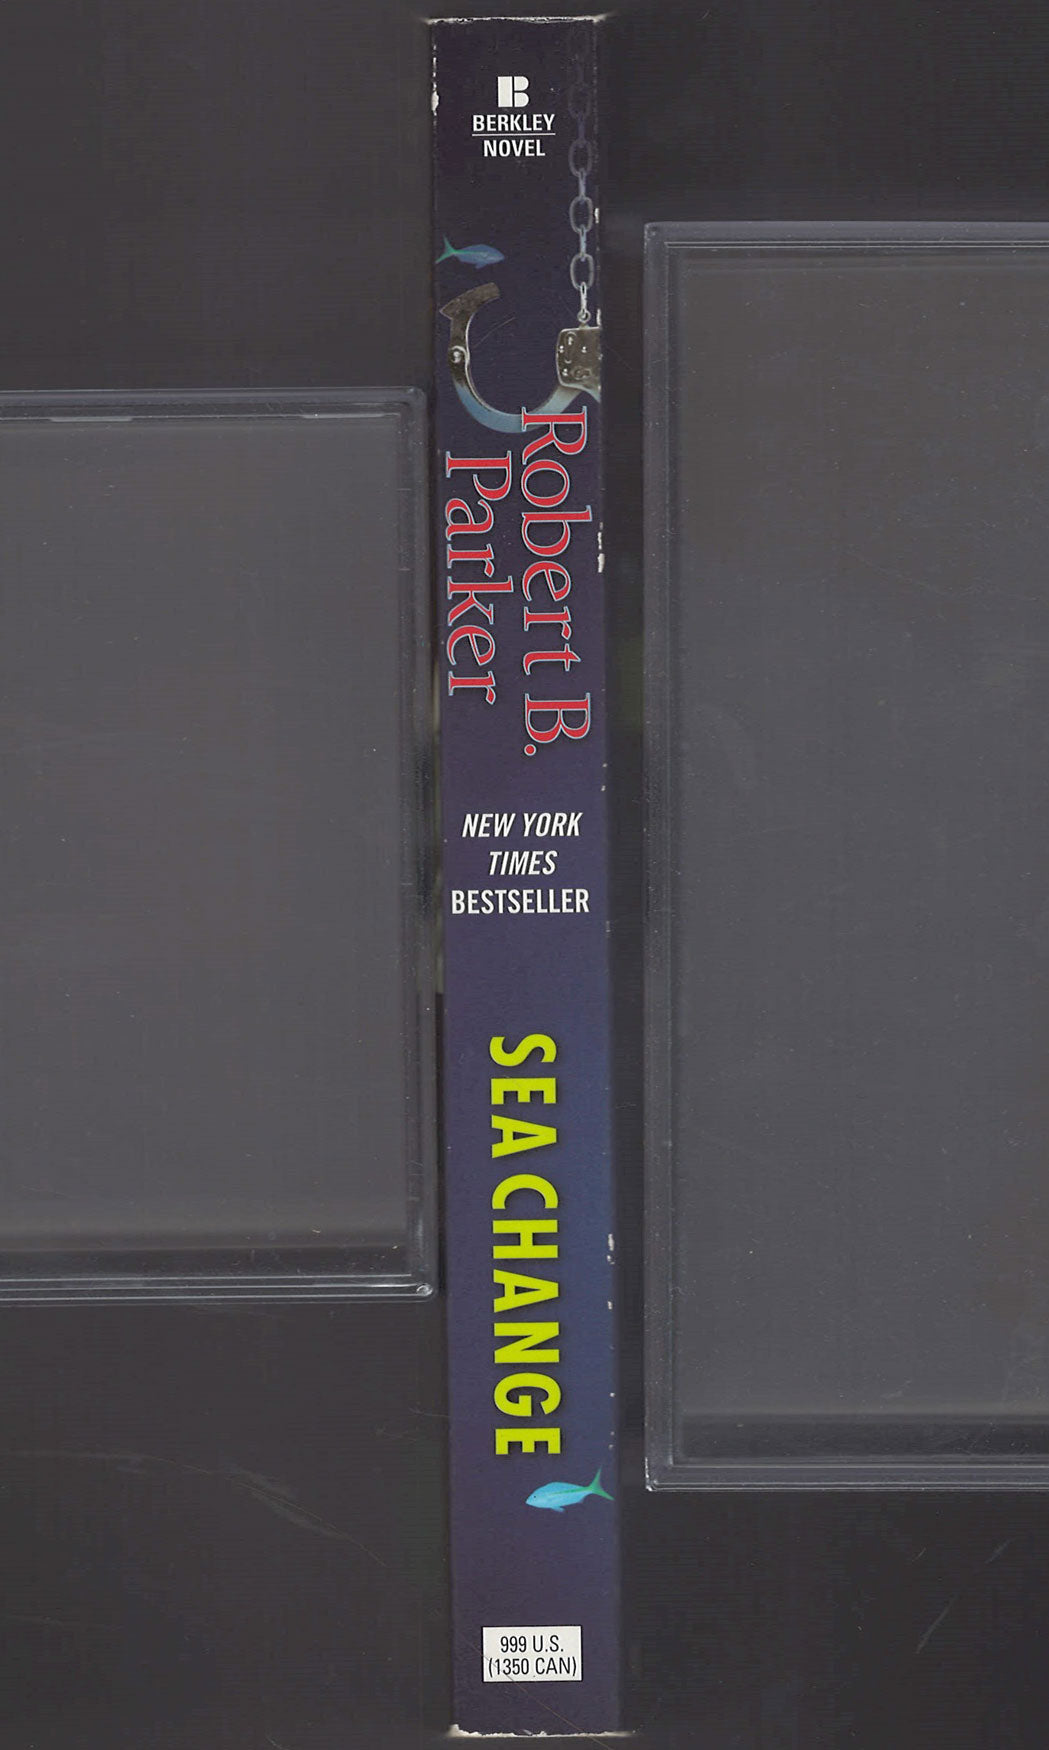 B
BERKLEY
NOVEL
Robert B.
Parker
NEW YORK
TIMES
BESTSELLER
SEA CHANGE
999 U.S.
(1350 CAN)